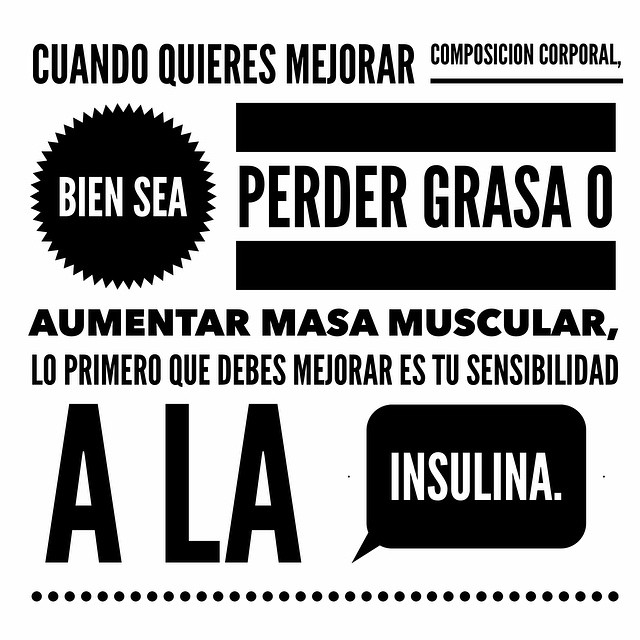 CUANDO QUIERES MEJORAR COMPOSICION CORPORAL,
BIEN SEA PERDER GRASA O
AUMENTAR MASA MUSCULAR,
LO PRIMERO QUE DEBES MEJORAR ES TU SENSIBILIDAD
A LA INSULINA.